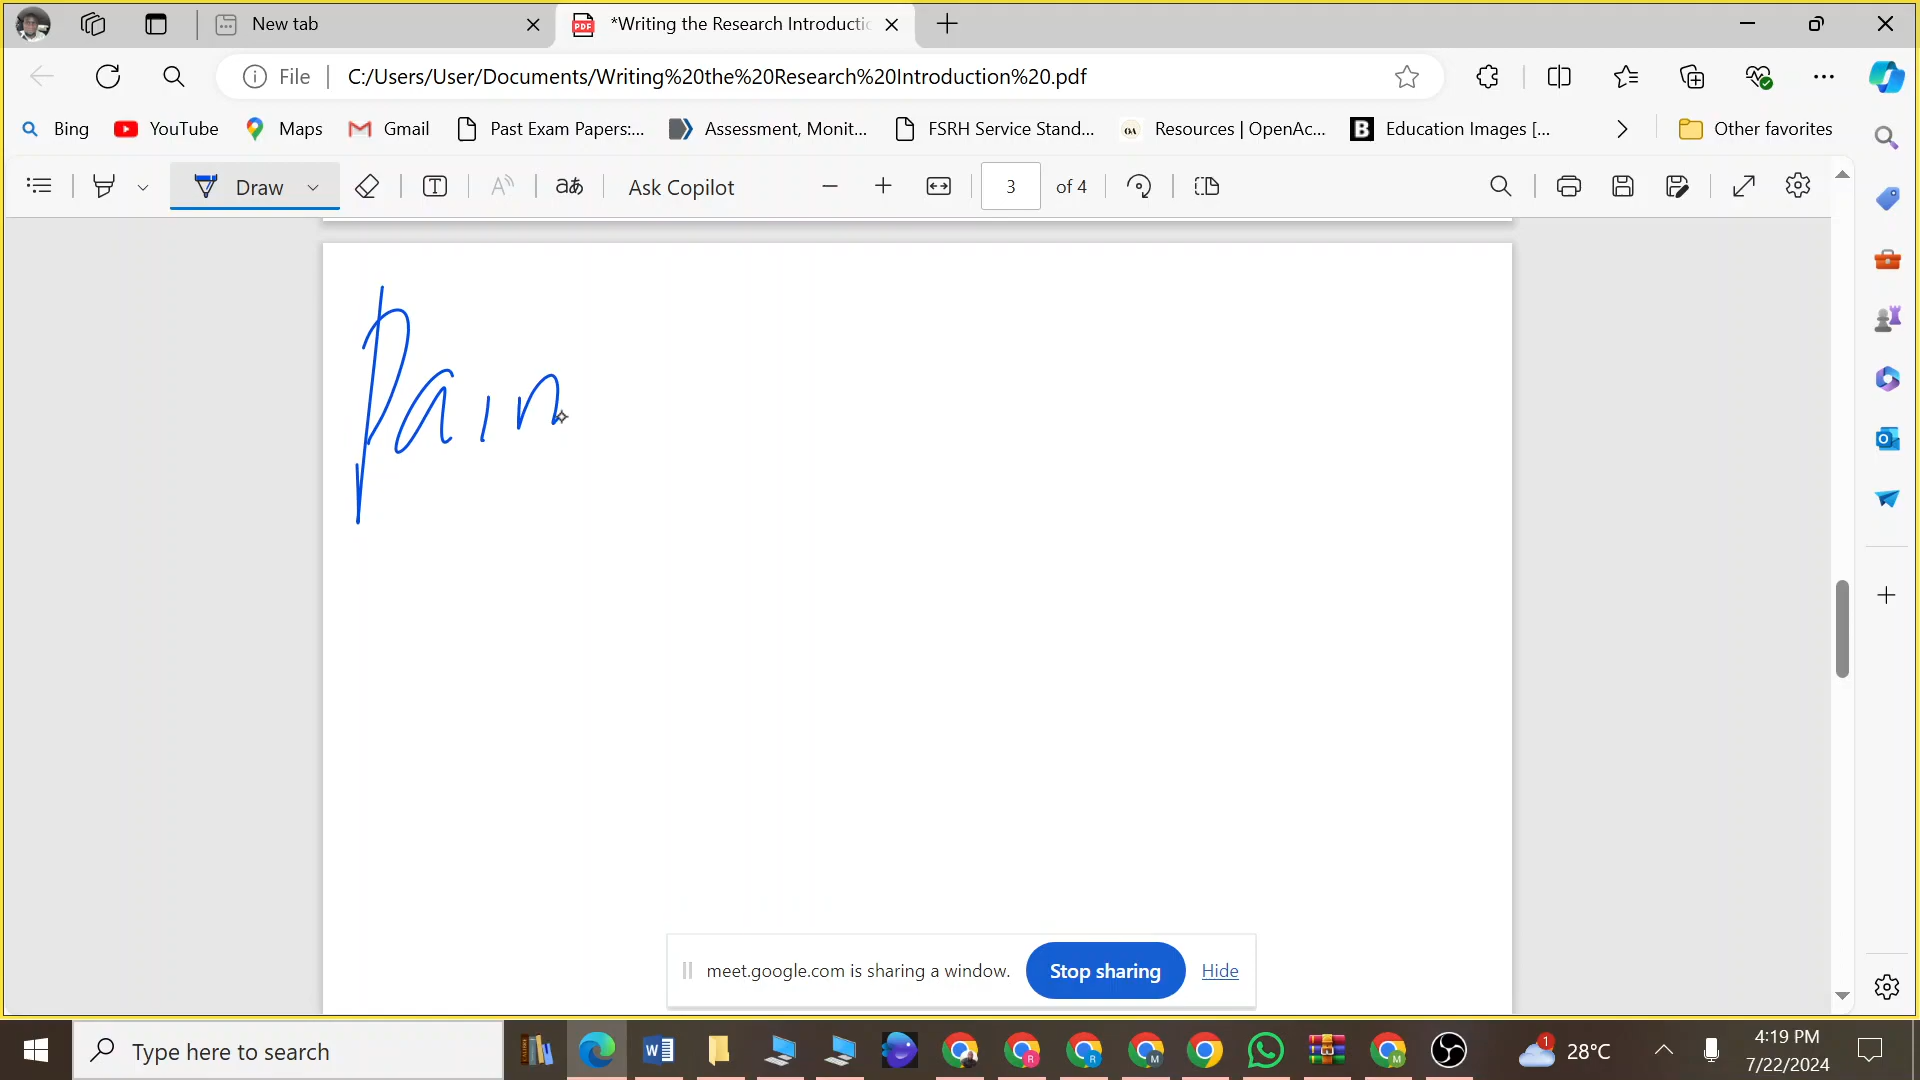 New tab
*Writing the Research Introductic
File
C:/Users/User/Documents/Writing%20the%20Research%20Introduction%20.pdf
Bing YouTube Maps Gmail Past Exam Papers:... Assessment, Monit... FSRH Service Stand... Resources | OpenAc... Education Images [... Other favorites
Draw aあ Ask Copilot 3 of 4
Pain
meet.google.com is sharing a window. Stop sharing Hide
Type here to search
1 28°C
4:19 PM
7/22/2024